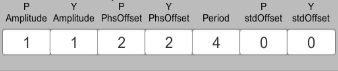 P Y P Y P Y
Amplitude Amplitude PhsOffset PhsOffset Period stdOffset stdOffset
1 1 2 2 4 0 0